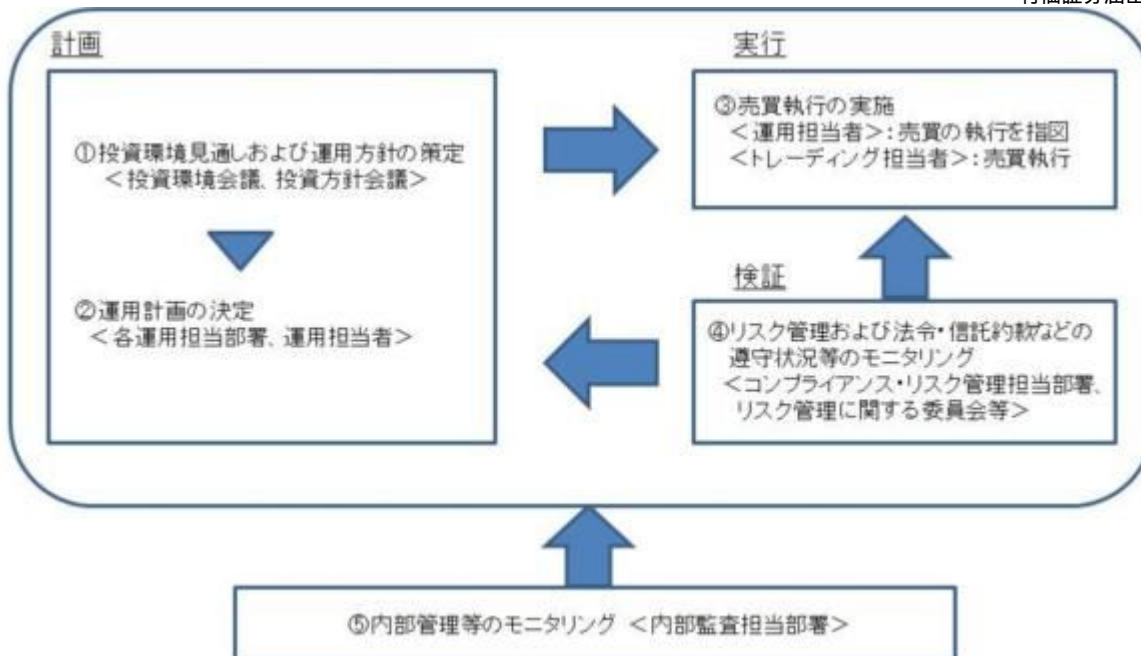 計画
①投資環境見通しおよび運用方針の策定
＜投資環境会議、投資方針会議＞
②運用計画の決定
＜各運用担当部署、運用担当者＞
実行
③売買執行の実施
＜運用担当者＞：売買の執行を指図
＜トレーディング担当者＞：売買執行
検証
④リスク管理および法令・信託約款などの
遵守状況等のモニタリング
＜コンプライアンス・リスク管理担当部署、
リスク管理に関する委員会等＞
⑤内部管理等のモニタリング ＜内部監査担当部署＞